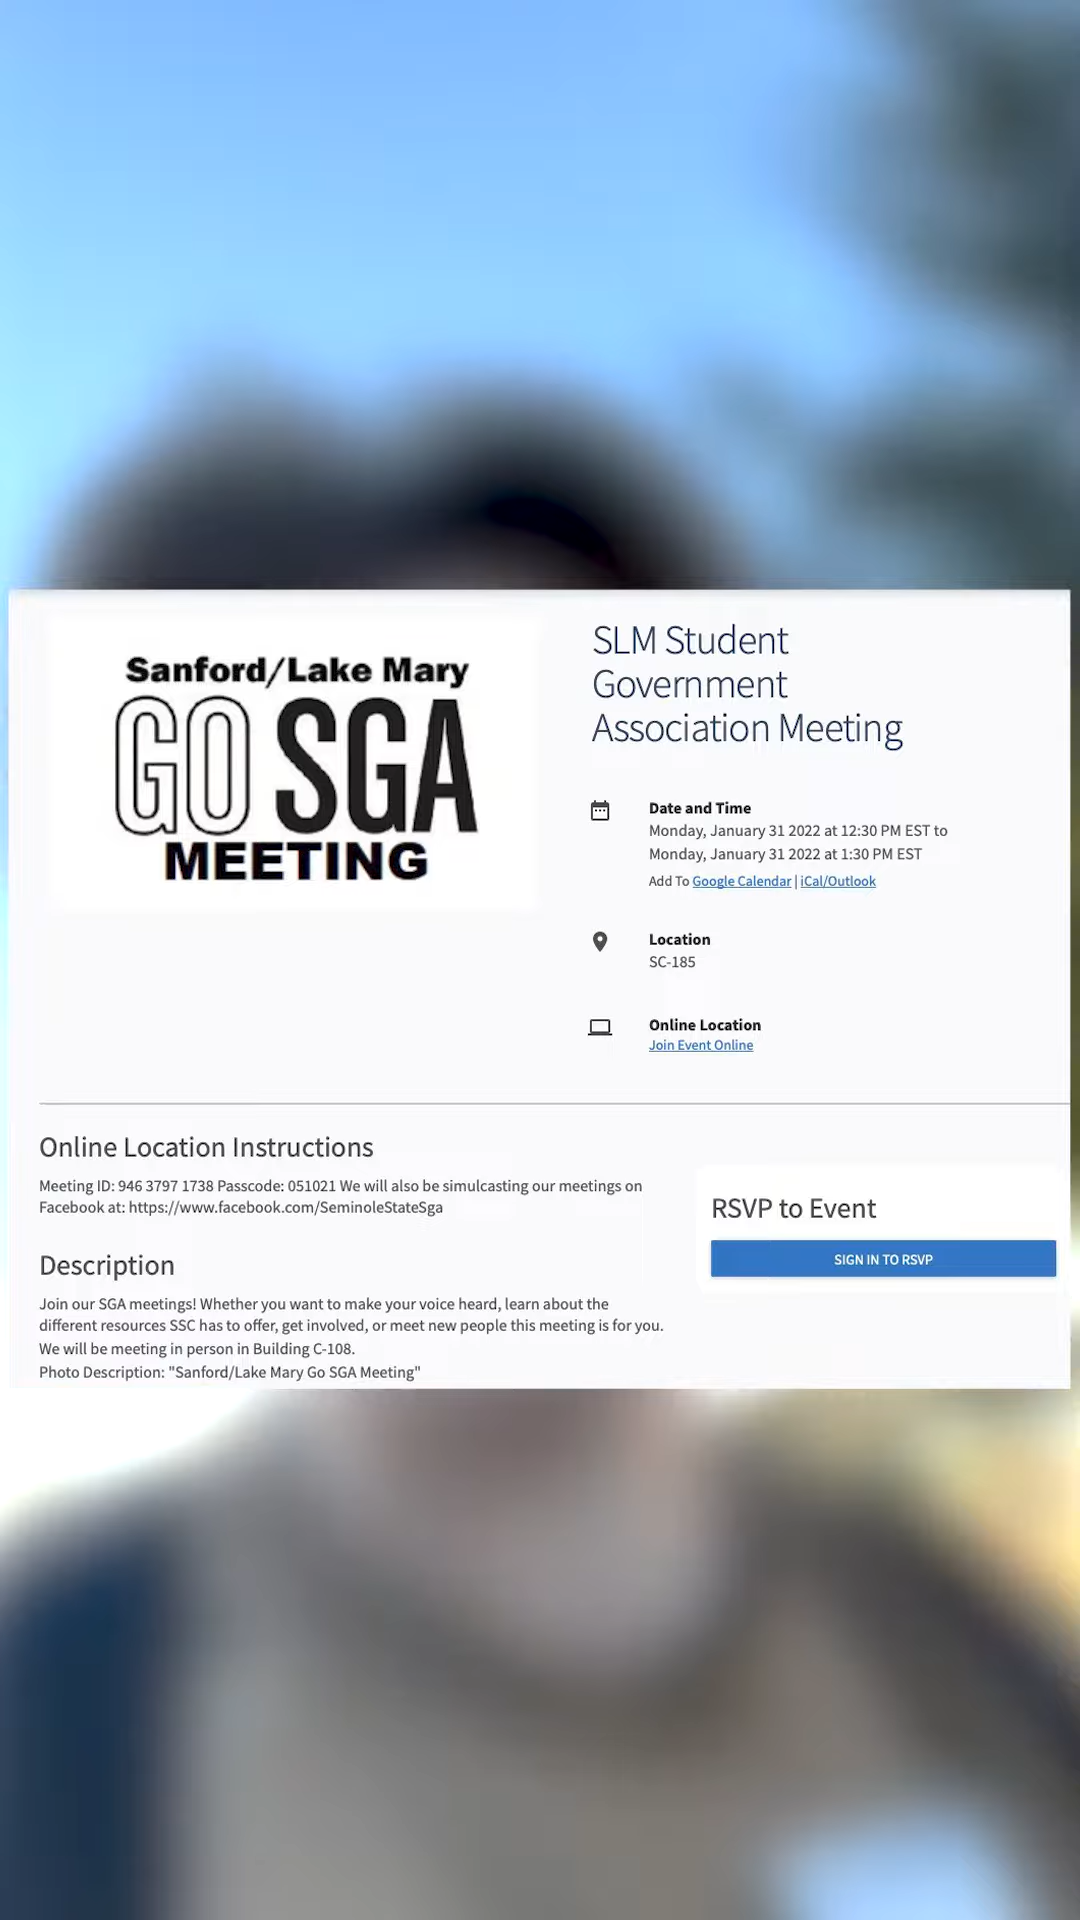 Sanford/Lake Mary
GO SGA
MEETING
SLM Student
Government
Association Meeting
Date and Time
Monday, January 31 2022 at 12:30 PM EST to
Monday, January 31 2022 at 1:30 PM EST
Add To Google Calendar | iCal/Outlook
Location
SC-185
Online Location
Join Event Online
Online Location Instructions
Meeting ID: 946 3797 1738 Passcode: 051021 We will also be simulcasting our meetings on
Facebook at: https://www.facebook.com/SeminoleStateSga
RSVP to Event
SIGN IN TO RSVP
Description
Join our SGA meetings! Whether you want to make your voice heard, learn about the
different resources SSC has to offer, get involved, or meet new people this meeting is for you.
We will be meeting in person in Building C-108.
Photo Description: "Sanford/Lake Mary Go SGA Meeting"